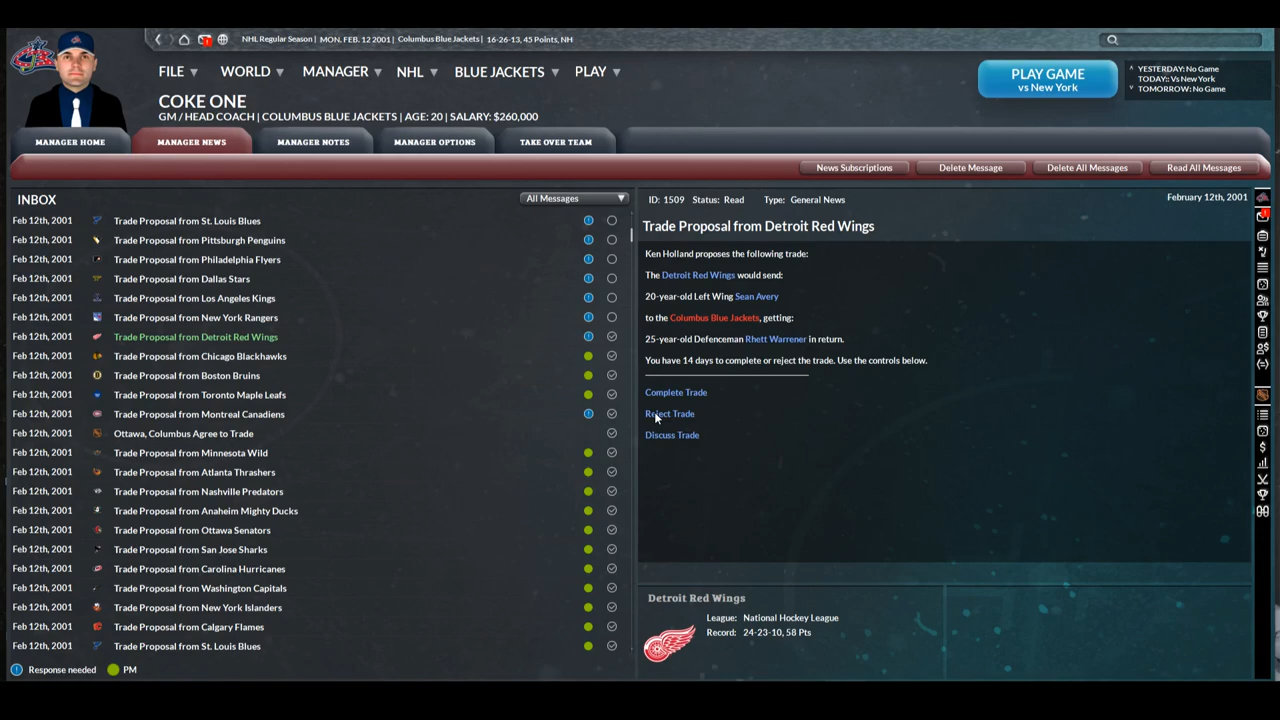 NHL Regular Season | MON. FEB. 12 2001 | Columbus Blue Jackets | 16-26-13, 45 Points, NH
FILE WORLD MANAGER NHL BLUE JACKETS PLAY
PLAY GAME
vs New York
YESTERDAY: No Game
TODAY:: Vs New York
TOMORROW: No Game
COKE ONE
GM / HEAD COACH | COLUMBUS BLUE JACKETS | AGE: 20 | SALARY: $260,000
MANAGER HOME MANAGER NEWS MANAGER NOTES MANAGER OPTIONS TAKE OVER TEAM
News Subscriptions Delete Message Delete All Messages Read All Messages
INBOX All Messages
Feb 12th, 2001 Trade Proposal from St. Louis Blues
Feb 12th, 2001 Trade Proposal from Pittsburgh Penguins
Feb 12th, 2001 Trade Proposal from Philadelphia Flyers
Feb 12th, 2001 Trade Proposal from Dallas Stars
Feb 12th, 2001 Trade Proposal from Los Angeles Kings
Feb 12th, 2001 Trade Proposal from New York Rangers
Feb 12th, 2001 Trade Proposal from Detroit Red Wings
Feb 12th, 2001 Trade Proposal from Chicago Blackhawks
Feb 12th, 2001 Trade Proposal from Boston Bruins
Feb 12th, 2001 Trade Proposal from Toronto Maple Leafs
Feb 12th, 2001 Trade Proposal from Montreal Canadiens
Feb 12th, 2001 Ottawa, Columbus Agree to Trade
Feb 12th, 2001 Trade Proposal from Minnesota Wild
Feb 12th, 2001 Trade Proposal from Atlanta Thrashers
Feb 12th, 2001 Trade Proposal from Nashville Predators
Feb 12th, 2001 Trade Proposal from Anaheim Mighty Ducks
Feb 12th, 2001 Trade Proposal from Ottawa Senators
Feb 12th, 2001 Trade Proposal from San Jose Sharks
Feb 12th, 2001 Trade Proposal from Carolina Hurricanes
Feb 12th, 2001 Trade Proposal from Washington Capitals
Feb 12th, 2001 Trade Proposal from New York Islanders
Feb 12th, 2001 Trade Proposal from Calgary Flames
Feb 12th, 2001 Trade Proposal from St. Louis Blues
Response needed PM
ID: 1509 Status: Read Type: General News February 12th, 2001
Trade Proposal from Detroit Red Wings
Ken Holland proposes the following trade:
The Detroit Red Wings would send:
20-year-old Left Wing Sean Avery
to the Columbus Blue Jackets, getting:
25-year-old Defenceman Rhett Warrener in return.
You have 14 days to complete or reject the trade. Use the controls below.
Complete Trade
Reject Trade
Discuss Trade
Detroit Red Wings
League: National Hockey League
Record: 24-23-10, 58 Pts